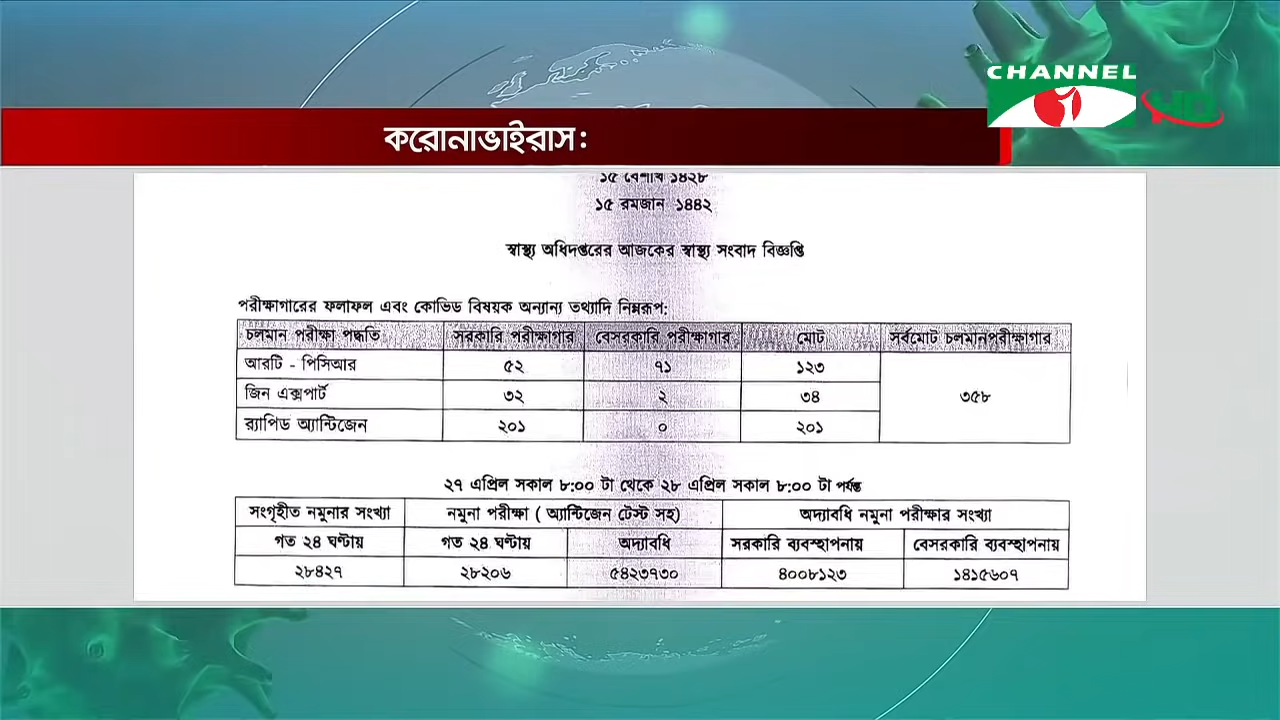 CHANNEL
i HD
করোনাভাইরাস:
১৫ বৈশাখ ১৪২৮
১৫ রমজান ১৪৪২
স্বাস্থ্য অধিদপ্তরের আজকের স্বাস্থ্য সংবাদ বিজ্ঞপ্তি
পরীক্ষাগারের ফলাফল এবং কোভিড বিষয়ক অন্যান্য তথ্যাদি নিম্নরূপ:
চলমান পরীক্ষা পদ্ধতি সরকারি পরীক্ষাগার বেসরকারি পরীক্ষাগার মোট সর্বমোট চলমানপরীক্ষাগার
আরটি - পিসিআর ৫২ ৭১ ১২৩
জিন এক্সপার্ট ৩২ ২ ৩৪ ৩৫৮
র‍্যাপিড অ্যান্টিজেন ২০১ ০ ২০১
২৭ এপ্রিল সকাল ৮:০০ টা থেকে ২৮ এপ্রিল সকাল ৮:০০ টা পর্যন্ত
সংগৃহীত নমুনার সংখ্যা নমুনা পরীক্ষা ( অ্যান্টিজেন টেস্ট সহ) অদ্যাবধি নমুনা পরীক্ষার সংখ্যা
গত ২৪ ঘণ্টায় গত ২৪ ঘণ্টায় অদ্যাবধি সরকারি ব্যবস্থাপনায় বেসরকারি ব্যবস্থাপনায়
২৮৪২৭ ২৮২০৬ ৫৪২৩৭৩০ ৪০০৮১২৩ ১৪১৫৬০৭